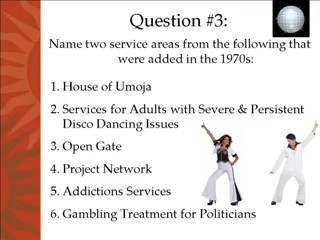 Question #3:
Name two service areas from the following that
were added in the 1970s:
1. House of Umoja
2. Services for Adults with Severe & Persistent
Disco Dancing Issues
3. Open Gate
4. Project Network
5. Addictions Services
6. Gambling Treatment for Politicians